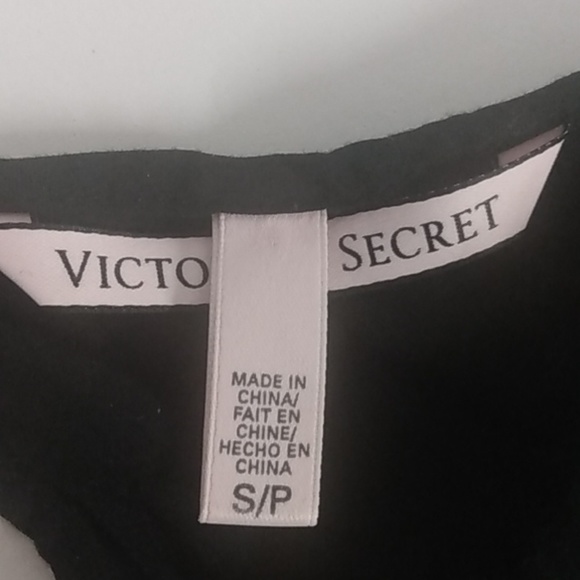 VICTO SECRET
MADE IN
CHINA/
FAIT EN
CHINE/
HECHO EN
CHINA
S/P